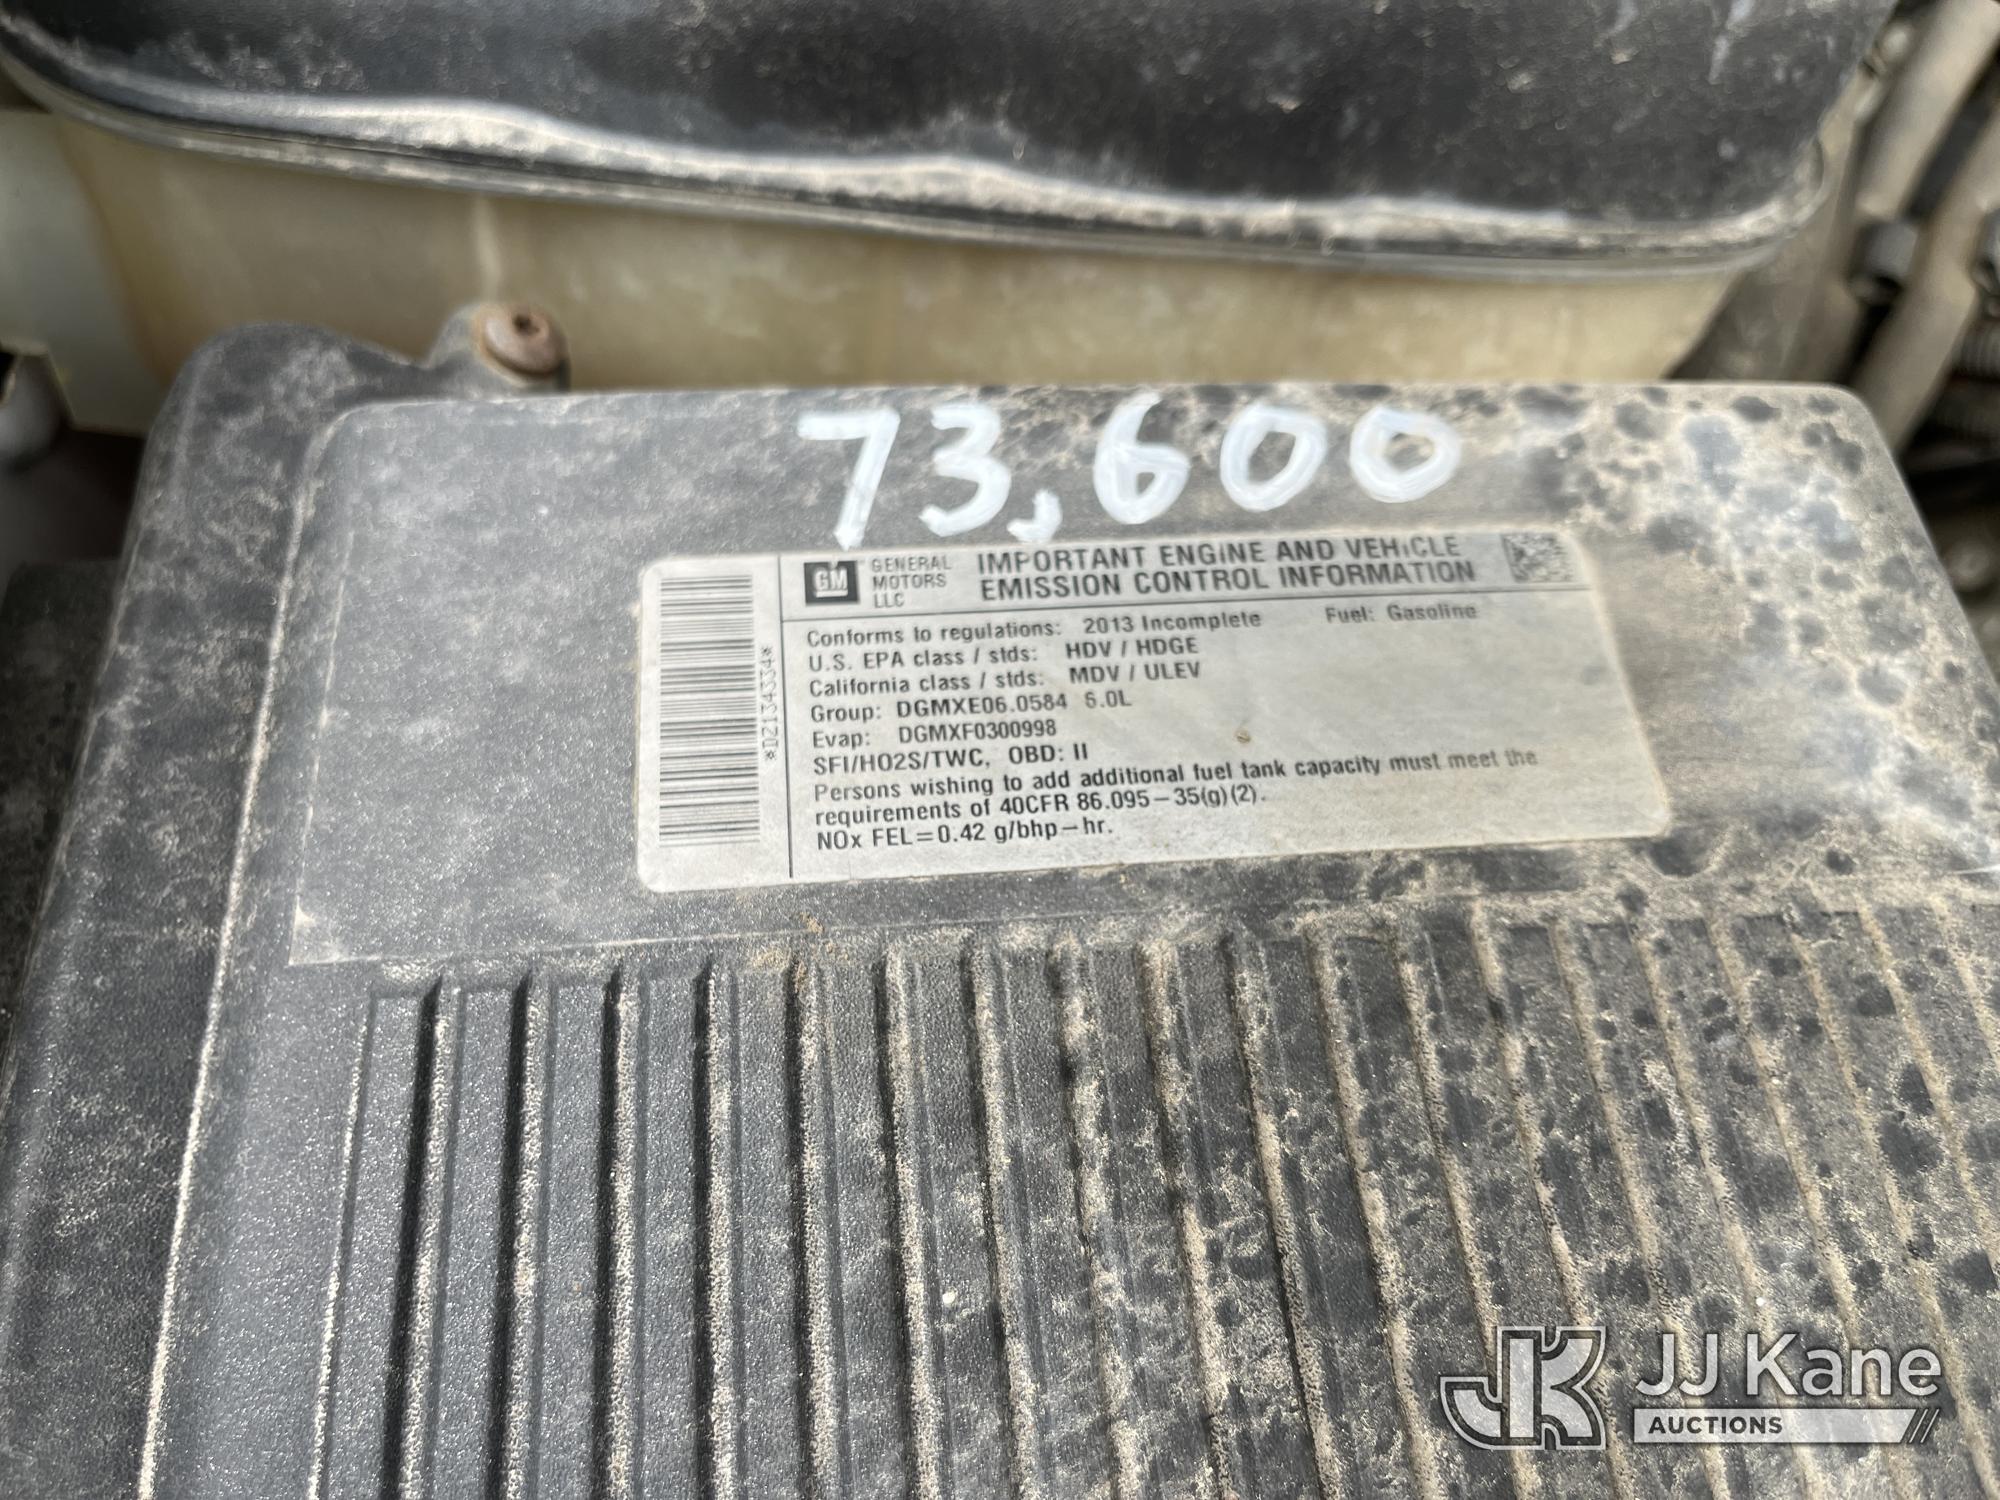 73,600
GM GENERAL MOTORS LLC
IMPORTANT ENGINE AND VEHICLE
EMISSION CONTROL INFORMATION
Conforms to regulations: 2013 Incomplete Fuel: Gasoline
U.S. EPA class / stds: HDV / HDGE
California class / stds: MDV / ULEV
Group: DGMXE06.0584 6.0L
Evap: DGMXF0300998
SFI/HO2S/TWC, OBD: II
Persons wishing to add additional fuel tank capacity must meet the
requirements of 40CFR 86.095-35(g)(2).
NOx FEL=0.42 g/bhp-hr.
JK JJ Kane
AUCTIONS